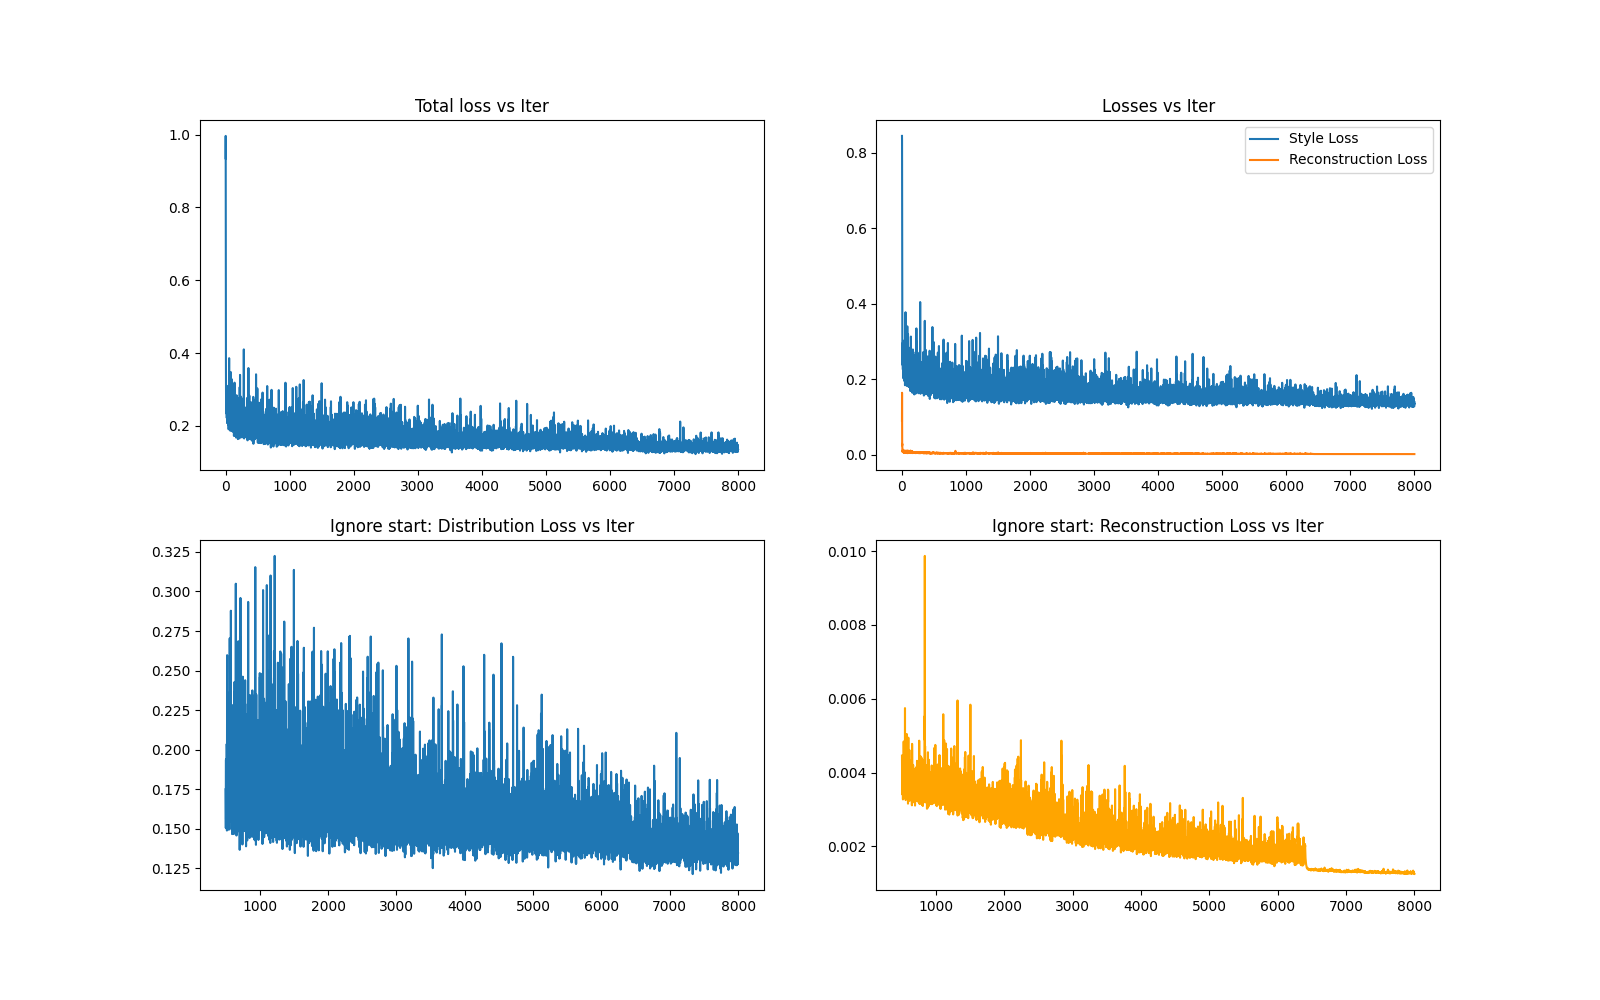 Total loss vs Iter
1.0
0.8
0.6
0.4
0.2
0 1000 2000 3000 4000 5000 6000 7000 8000
Losses vs Iter
Style Loss
Reconstruction Loss
0.8
0.6
0.4
0.2
0.0
0 1000 2000 3000 4000 5000 6000 7000 8000
Ignore start: Distribution Loss vs Iter
0.325
0.300
0.275
0.250
0.225
0.200
0.175
0.150
0.125
1000 2000 3000 4000 5000 6000 7000 8000
Ignore start: Reconstruction Loss vs Iter
0.010
0.008
0.006
0.004
0.002
1000 2000 3000 4000 5000 6000 7000 8000